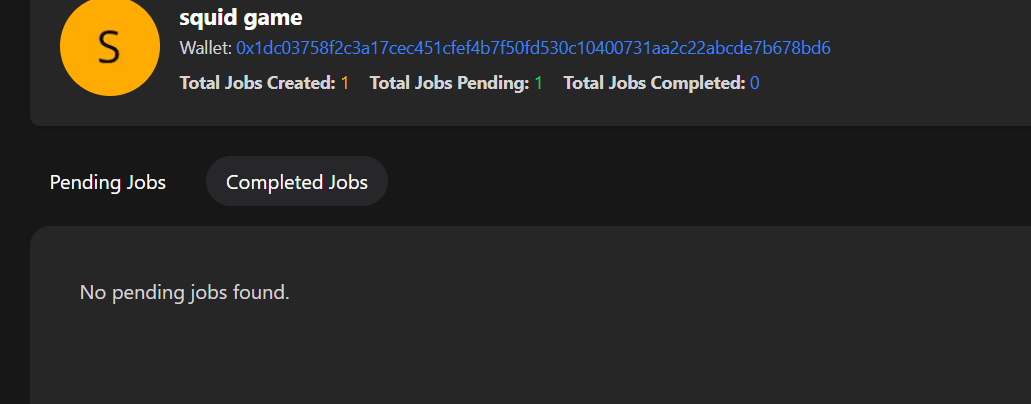 S
squid game
Wallet: 0x1dc03758f2c3a17cec451cfef4b7f50fd530c10400731aa2c22abcde7b678bd6
Total Jobs Created: 1 Total Jobs Pending: 1 Total Jobs Completed: 0
Pending Jobs Completed Jobs
No pending jobs found.